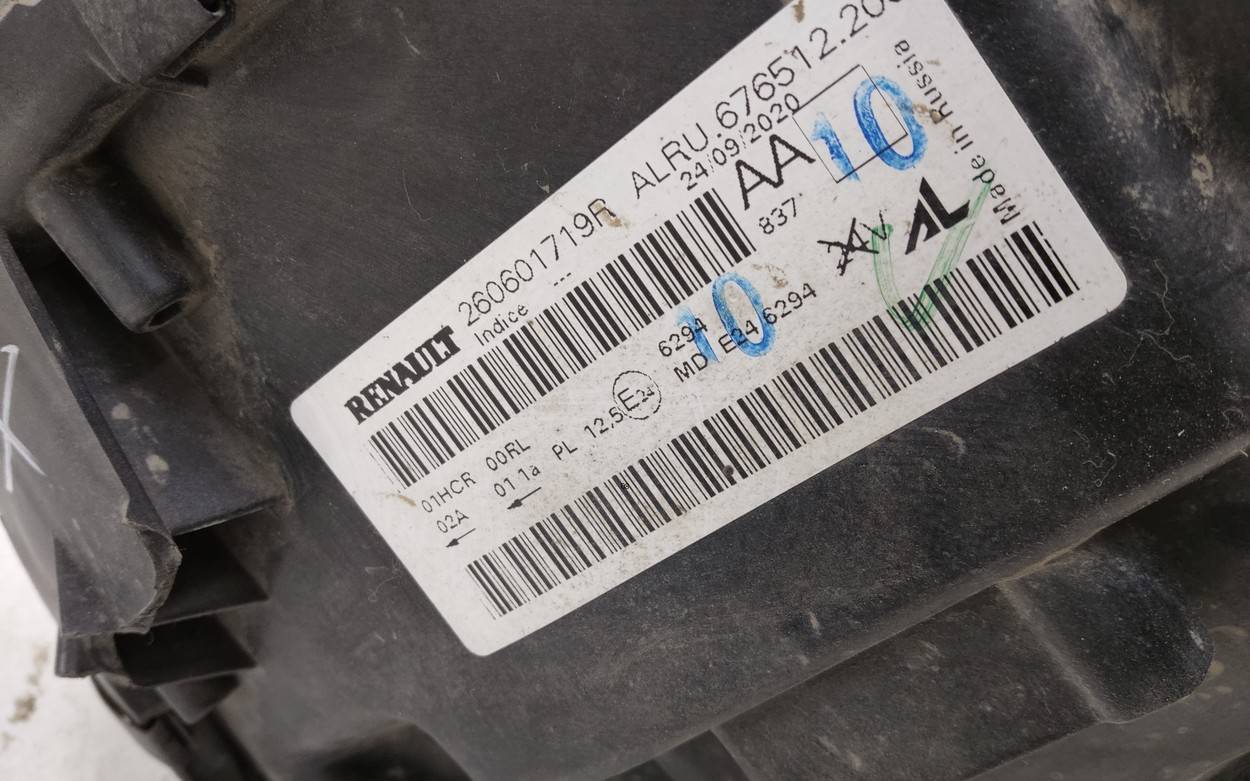 RENAULT 260601719R ALRU.676512.20
Indice --- 24/09/2020
AA 10
837
Made in Russia
AL
10
6294
MD E24 6294
01HCR 00RL
02A 01 1a PL 12,5 E24